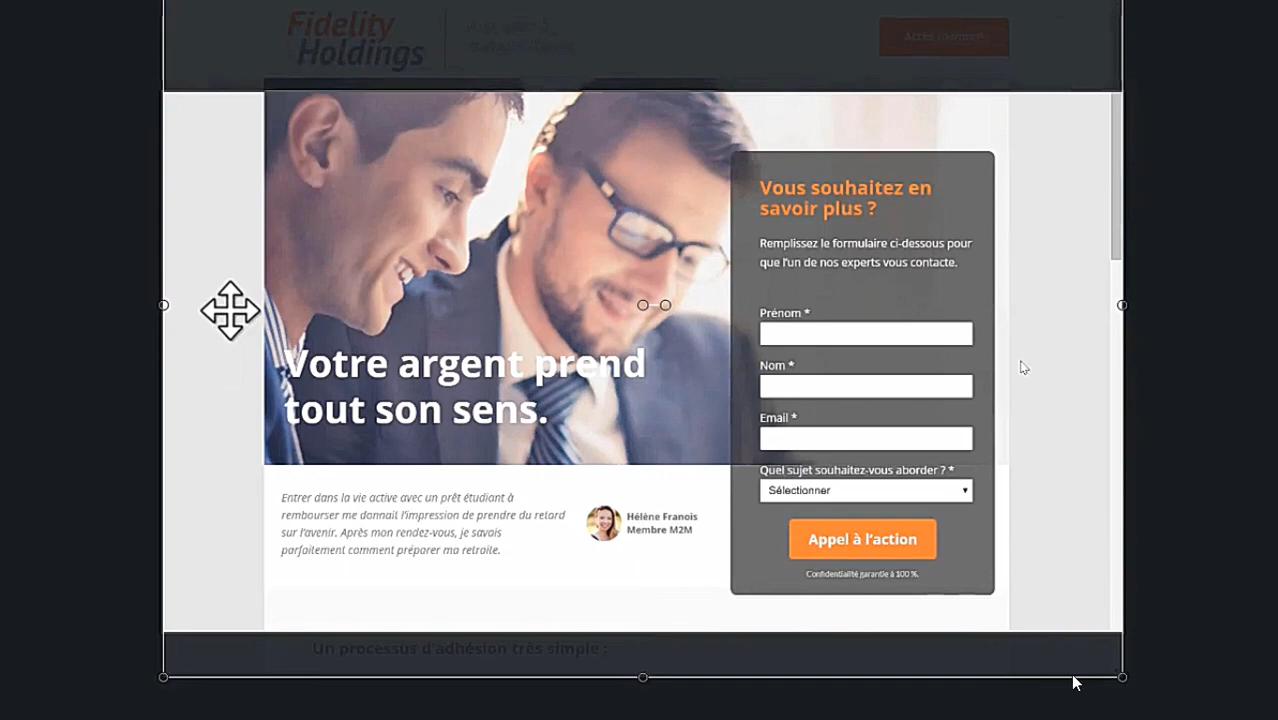 Fidelity
Holdings
Accès membre
Vous souhaitez en
savoir plus ?
Remplissez le formulaire ci-dessous pour
que l'un de nos experts vous contacte.
Prénom *
Nom *
Email *
Quel sujet souhaitez-vous aborder ? *
Sélectionner
Appel à l'action
Confidentialité garantie à 100 %.
Votre argent prend
tout son sens.
Entrer dans la vie active avec un prêt étudiant à
rembourser me donnait l'impression de prendre du retard
sur l'avenir. Après mon rendez-vous, je savais
parfaitement comment préparer ma retraite.
Hélène Franois
Membre M2M
Un processus d'adhésion très simple :